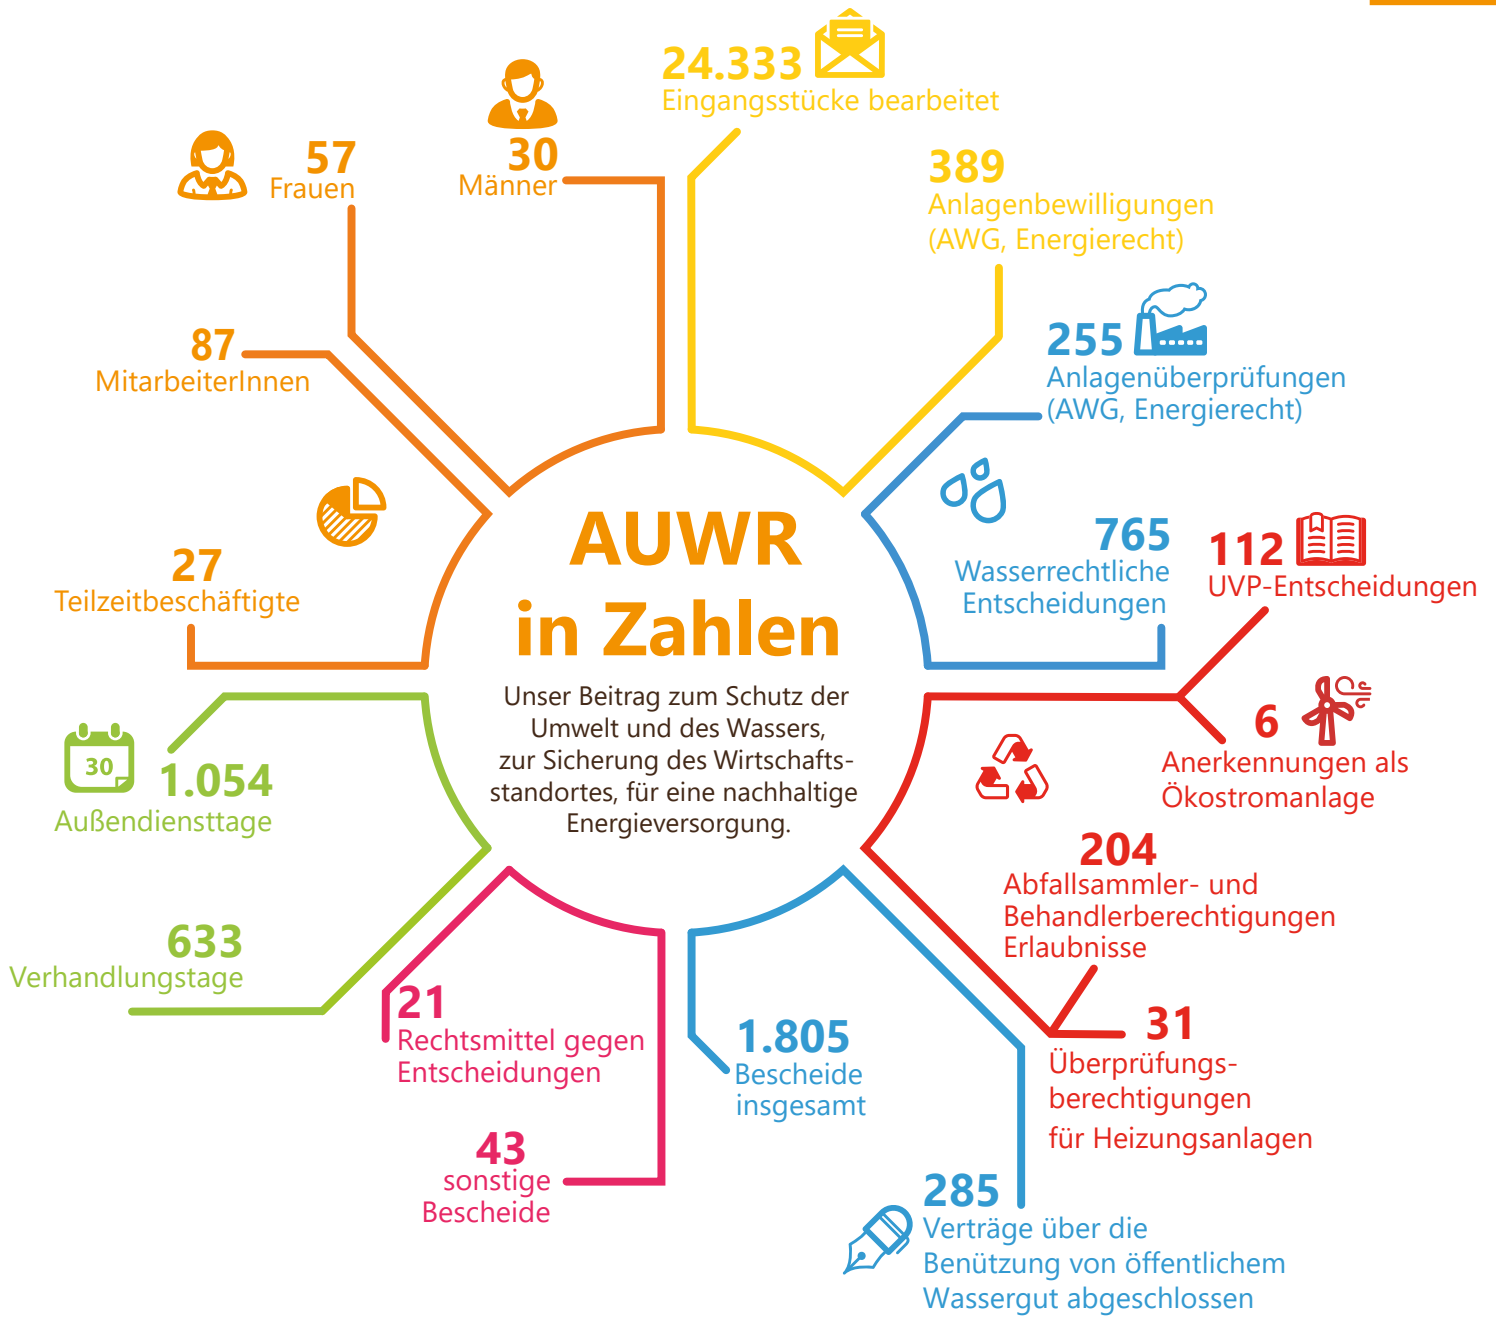 AUWR
in Zahlen
Unser Beitrag zum Schutz der
Umwelt und des Wassers,
zur Sicherung des Wirtschafts-
standortes, für eine nachhaltige
Energieversorgung.
24.333
Eingangsstücke bearbeitet
389
Anlagenbewilligungen
(AWG, Energierecht)
255
Anlagenüberprüfungen
(AWG, Energierecht)
765
Wasserrechtliche
Entscheidungen
112
UVP-Entscheidungen
6
Anerkennungen als
Ökostromanlage
204
Abfallsammler- und
Behandlerberechtigungen
Erlaubnisse
31
Überprüfungs-
berechtigungen
für Heizungsanlagen
285
Verträge über die
Benützung von öffentlichem
Wassergut abgeschlossen
1.805
Bescheide
insgesamt
43
sonstige
Bescheide
21
Rechtsmittel gegen
Entscheidungen
633
Verhandlungstage
30
1.054
Außendiensttage
27
Teilzeitbeschäftigte
87
MitarbeiterInnen
57
Frauen
30
Männer